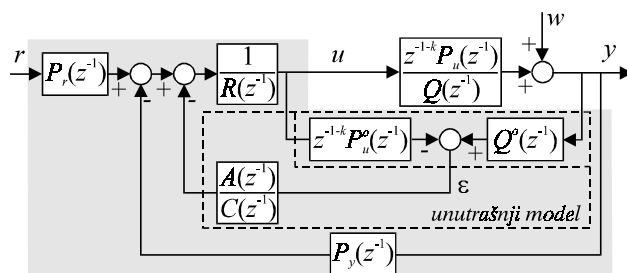 w
r
P_r(z^{-1})
+
-
+
-
1
R(z^{-1})
u
z^{-1-k}P_u(z^{-1})
Q(z^{-1})
+
+
y
z^{-1-k}P_u^o(z^{-1})
-
+
Q^o(z^{-1})
A(z^{-1})
C(z^{-1})
ε
unutrašnji model
P_y(z^{-1})